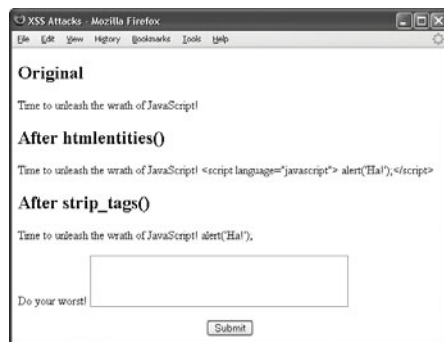 XSS Attacks - Mozilla Firefox
File Edit View History Bookmarks Tools Help
Original
Time to unleash the wrath of JavaScript!
After htmlentities()
Time to unleash the wrath of JavaScript! <script language="javascript"> alert('Ha!');</script>
After strip_tags()
Time to unleash the wrath of JavaScript! alert('Ha!');
Do your worst!
Submit